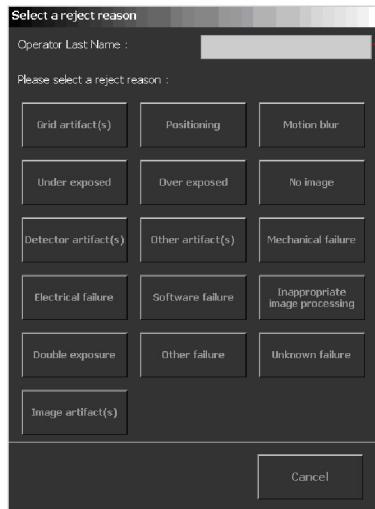 Select a reject reason
Operator Last Name :
Please select a reject reason :
Grid artifact(s)
Positioning
Motion blur
Under exposed
Over exposed
No image
Detector artifact(s)
Other artifact(s)
Mechanical failure
Electrical failure
Software failure
Inappropriate
image processing
Double exposure
Other failure
Unknown failure
Image artifact(s)
Cancel